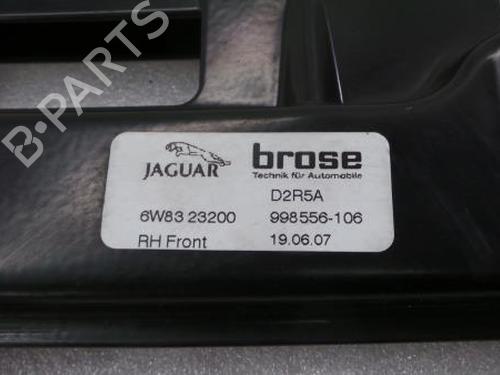 B-PARTS
JAGUAR
brose
Technik für Automobile
D2R5A
6W83 23200
998556-106
RH Front
19.06.07